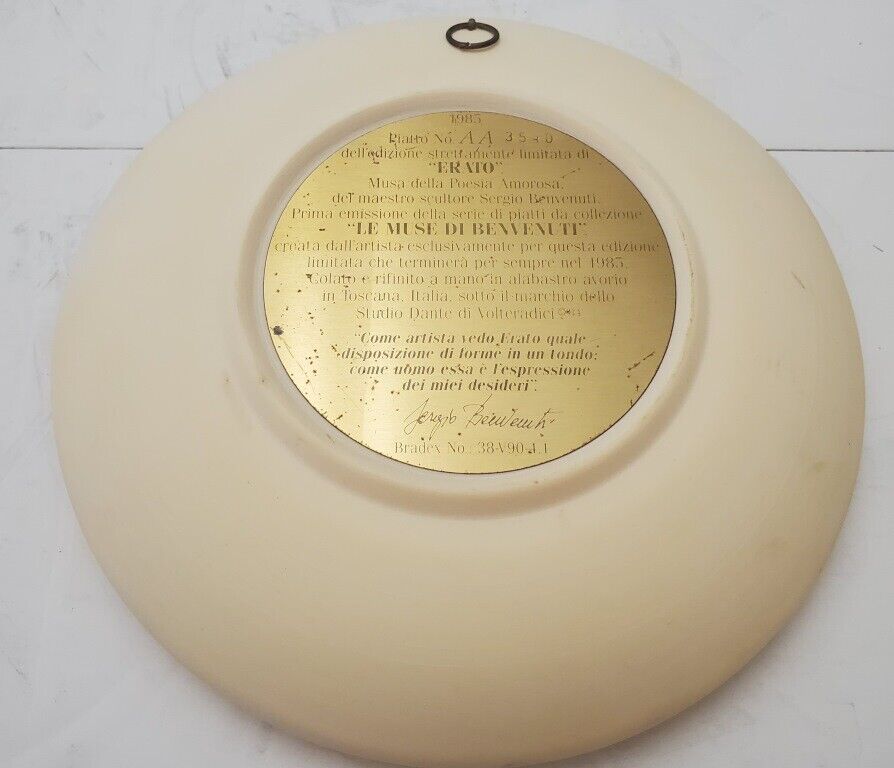 1985
Piatto No. AA
dell'edizione strettamente limitata di
"ERATO",
Musa della Poesia Amorosa,
del maestro scultore Sergio Benvenuti.
Prima emissione della serie di piatti da collezione
"LE MUSE DI BENVENUTI"
creata dall'artista esclusivamente per questa edizione
limitata che terminerà per sempre nel 1985.
Colato e rifinito a mano in alabastro avorio
in Toscana, Italia, sotto il marchio dello
Studio Dante di Volteradici
"Come artista vedo Erato quale
disposizione di forme in un tondo;
come uomo essa è l'espressione
dei miei desideri".
Sergio Benvenuti
Bradex No.: 38-V90-4.1